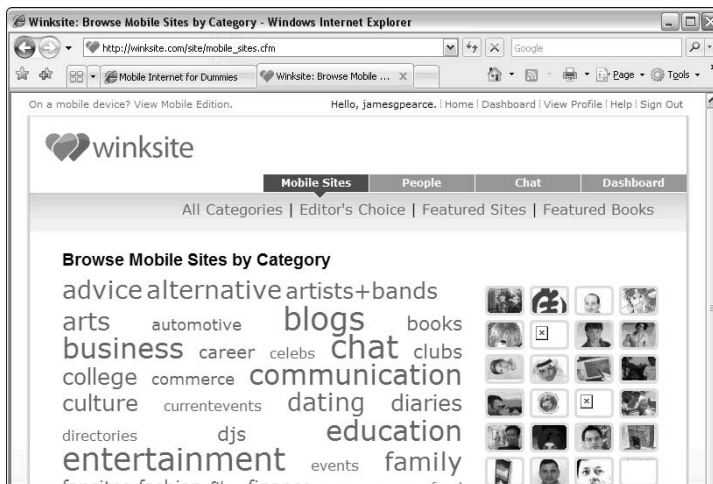 Winksite: Browse Mobile Sites by Category - Windows Internet Explorer
http://winksite.com/site/mobile_sites.cfm Google
Mobile Internet for Dummies Winksite: Browse Mobile ... Page Tools
On a mobile device? View Mobile Edition. Hello, jamesgpearce. | Home | Dashboard | View Profile | Help | Sign Out
winksite
Mobile Sites People Chat Dashboard
All Categories | Editor's Choice | Featured Sites | Featured Books
Browse Mobile Sites by Category
advice alternative artists+bands
arts automotive blogs books
business career celebs chat clubs
college commerce communication
culture currentevents dating diaries
directories djs education
entertainment events family